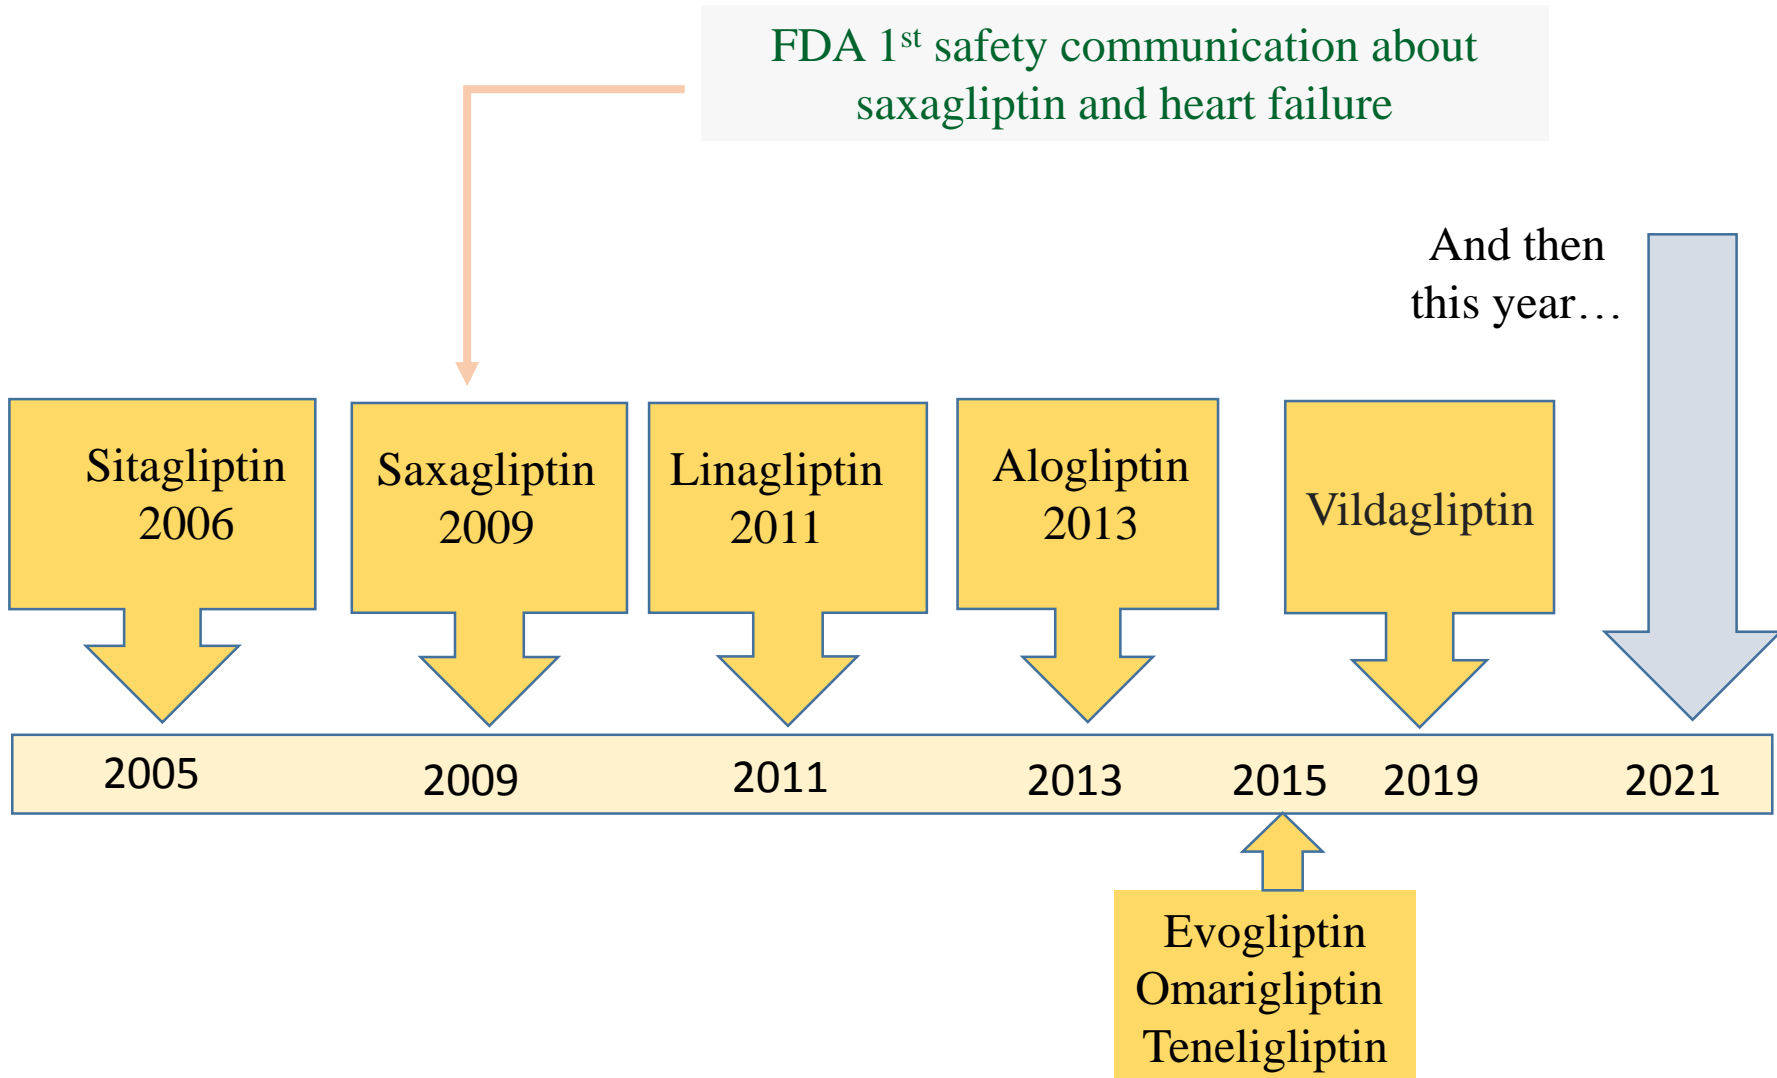 FDA 1st safety communication about
saxagliptin and heart failure
And then
this year…
Sitagliptin
2006
Saxagliptin
2009
Linagliptin
2011
Alogliptin
2013
Vildagliptin
2005
2009
2011
2013
2015
2019
2021
Evogliptin
Omarigliptin
Teneligliptin